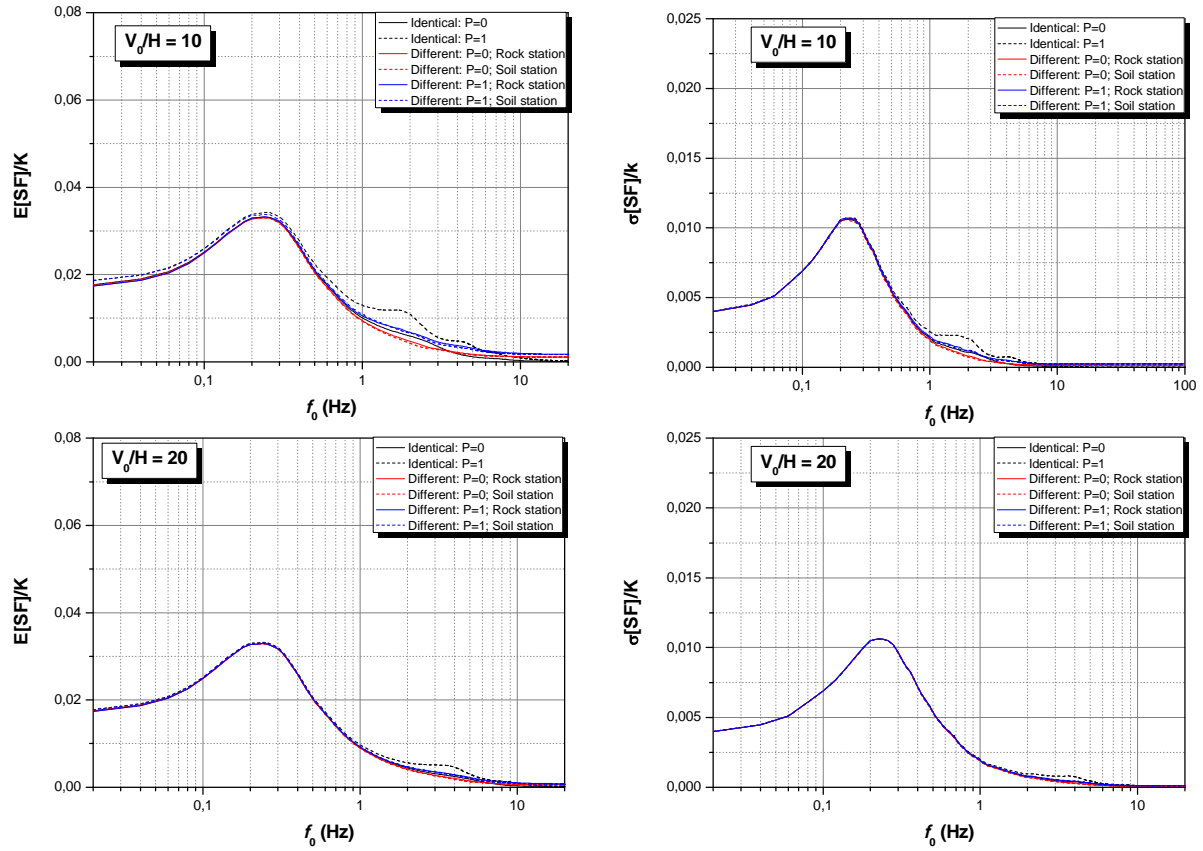 V0/H = 10
Identical: P=0
Identical: P=1
Different: P=0; Rock station
Different: P=0; Soil station
Different: P=1; Rock station
Different: P=1; Soil station
0,08
0,06
0,04
0,02
0,00
E[SF]/K
0,1 1 10
f0 (Hz)
V0/H = 10
Identical: P=0
Identical: P=1
Different: P=0; Rock station
Different: P=0; Soil station
Different: P=1; Rock station
Different: P=1; Soil station
0,025
0,020
0,015
0,010
0,005
0,000
σ[SF]/k
0,1 1 10 100
f0 (Hz)
V0/H = 20
Identical: P=0
Identical: P=1
Different: P=0; Rock station
Different: P=0; Soil station
Different: P=1; Rock station
Different: P=1; Soil station
0,08
0,06
0,04
0,02
0,00
E[SF]/K
0,1 1 10
f0 (Hz)
V0/H = 20
Identical: P=0
Identical: P=1
Different: P=0; Rock station
Different: P=0; Soil station
Different: P=1; Rock station
Different: P=1; Soil station
0,025
0,020
0,015
0,010
0,005
0,000
σ[SF]/K
0,1 1 10
f0 (Hz)